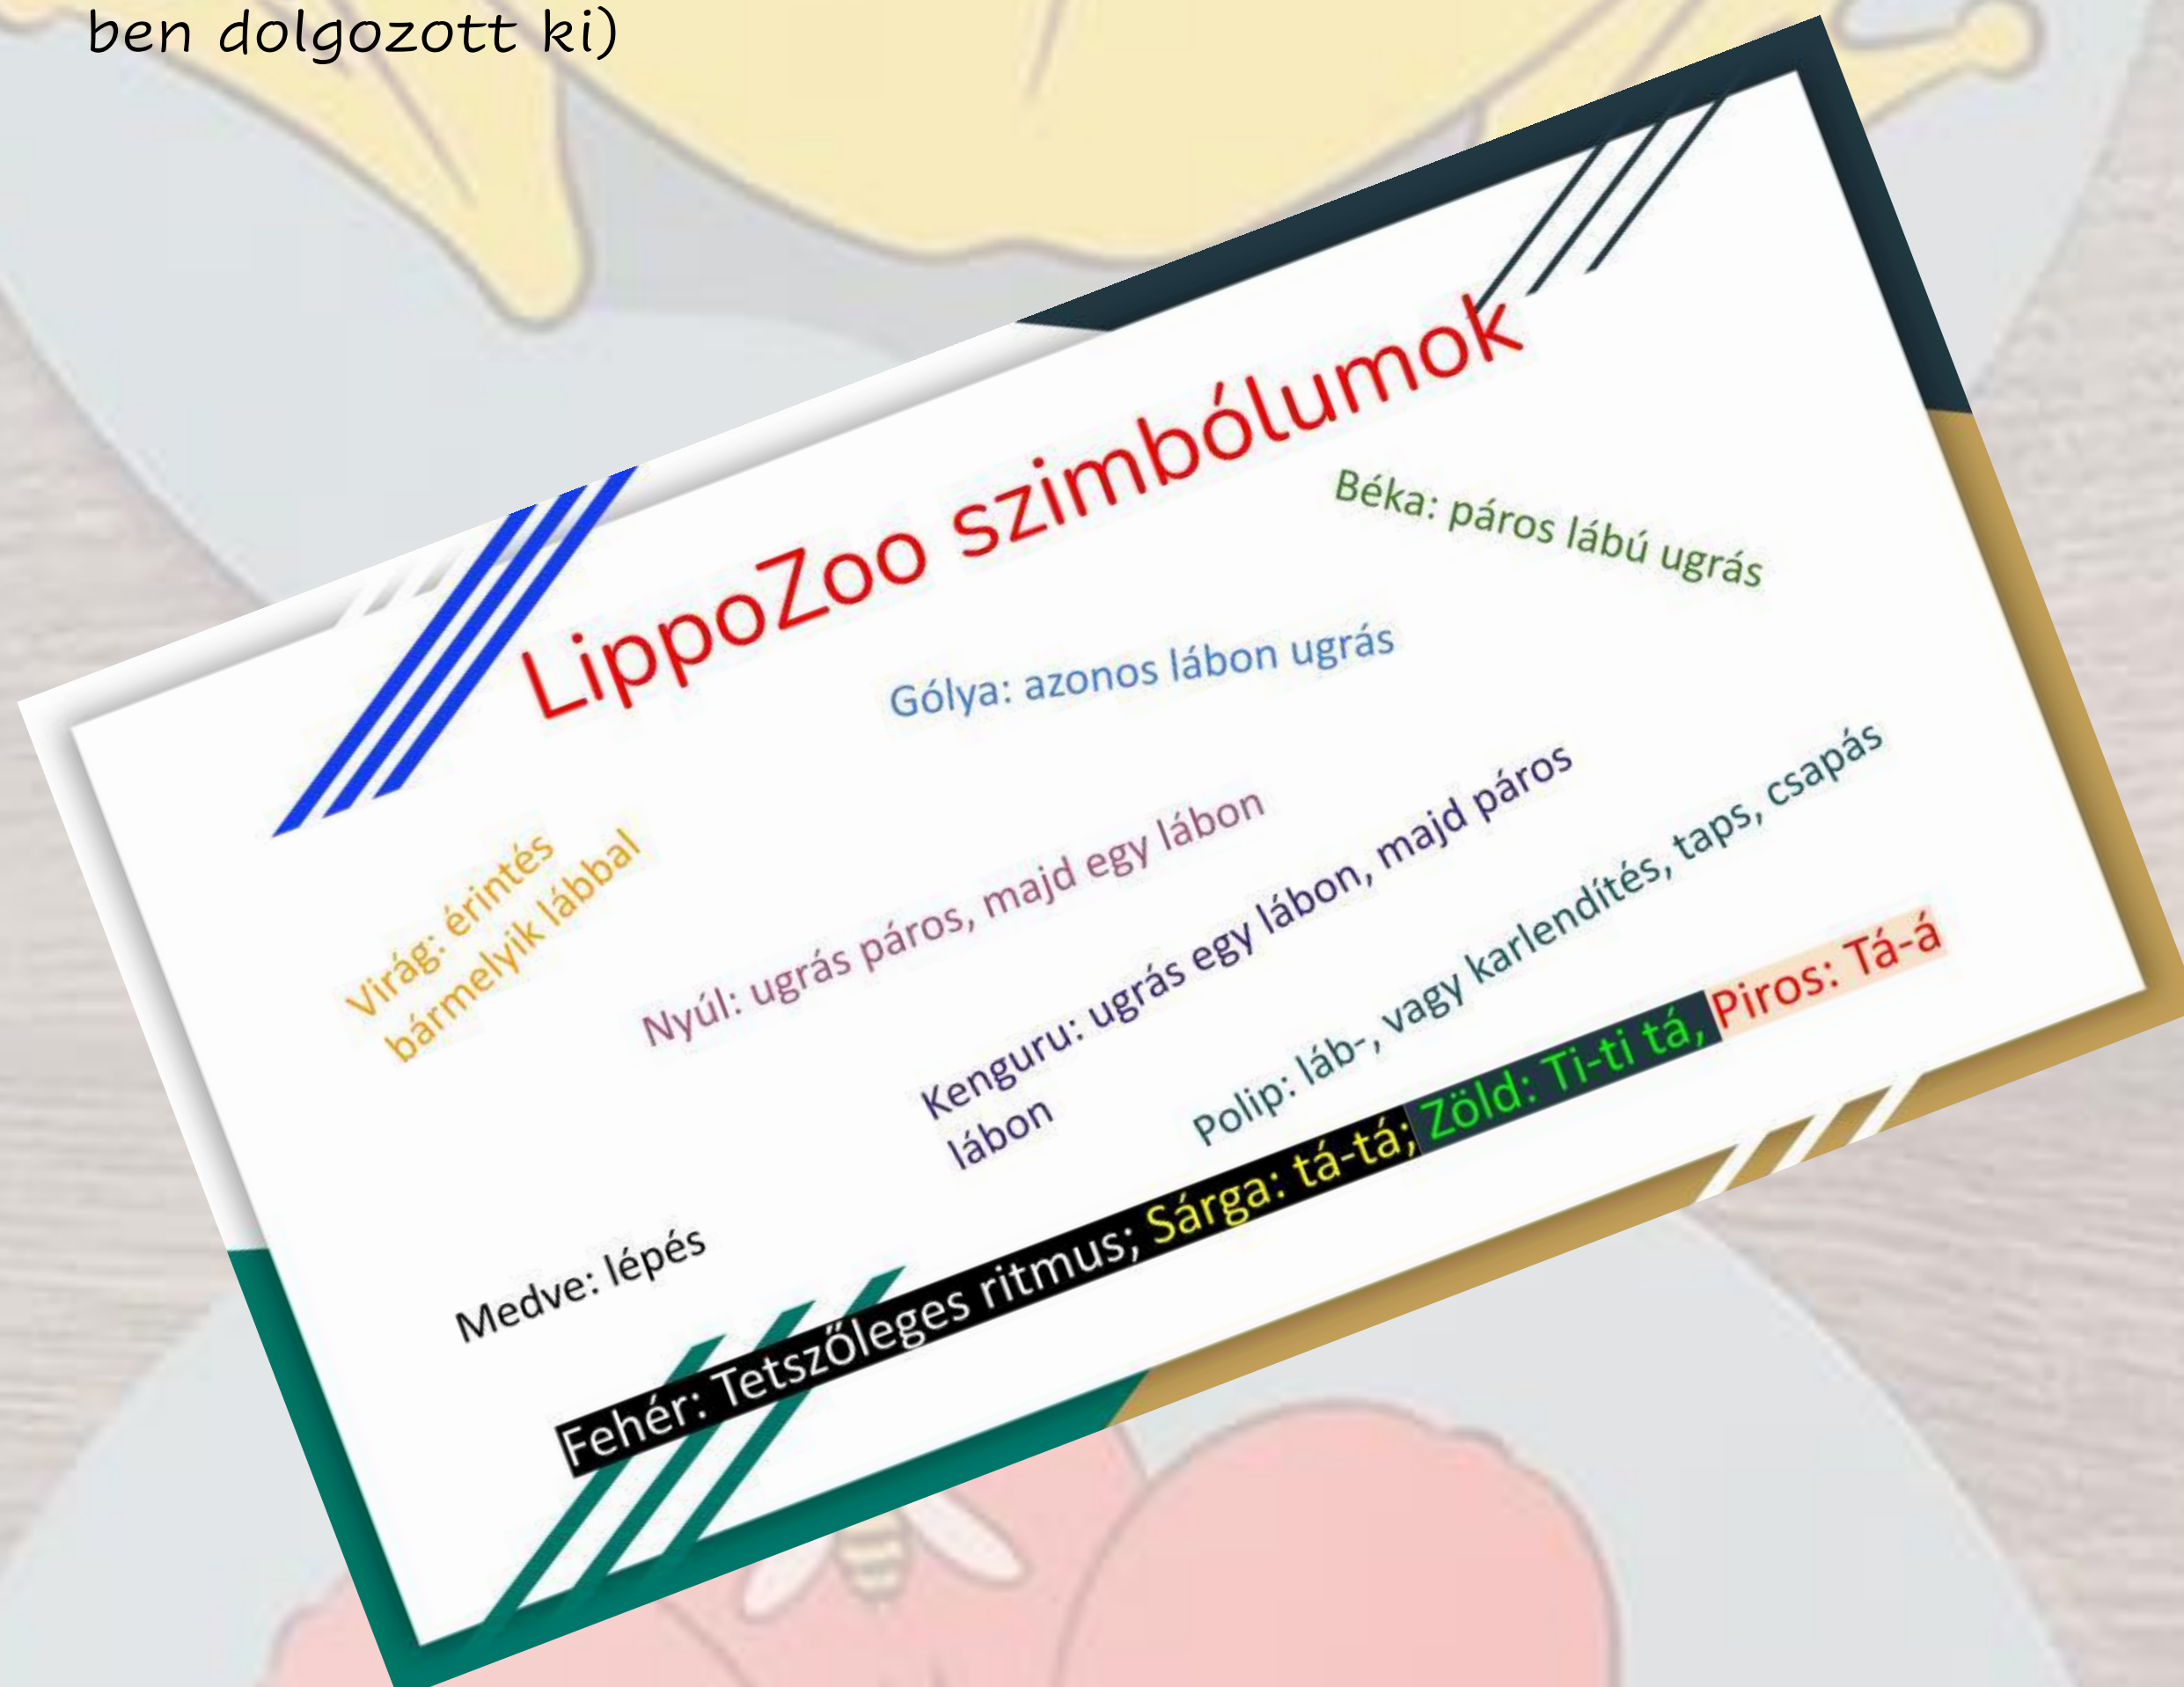 ben dolgozott ki)
LippoZoo szimbólumok
Béka: páros lábú ugrás
Gólya: azonos lábon ugrás
Virág: érintés
bármelyik lábbal
Nyúl: ugrás páros, majd egy lábon
Kenguru: ugrás egy lábon, majd páros
lábon
Polip: láb-, vagy karlendítés, taps, csapás
Medve: lépés
Fehér: Tetszőleges ritmus; Sárga: tá-tá; Zöld: Ti-ti tá, Piros: Tá-á